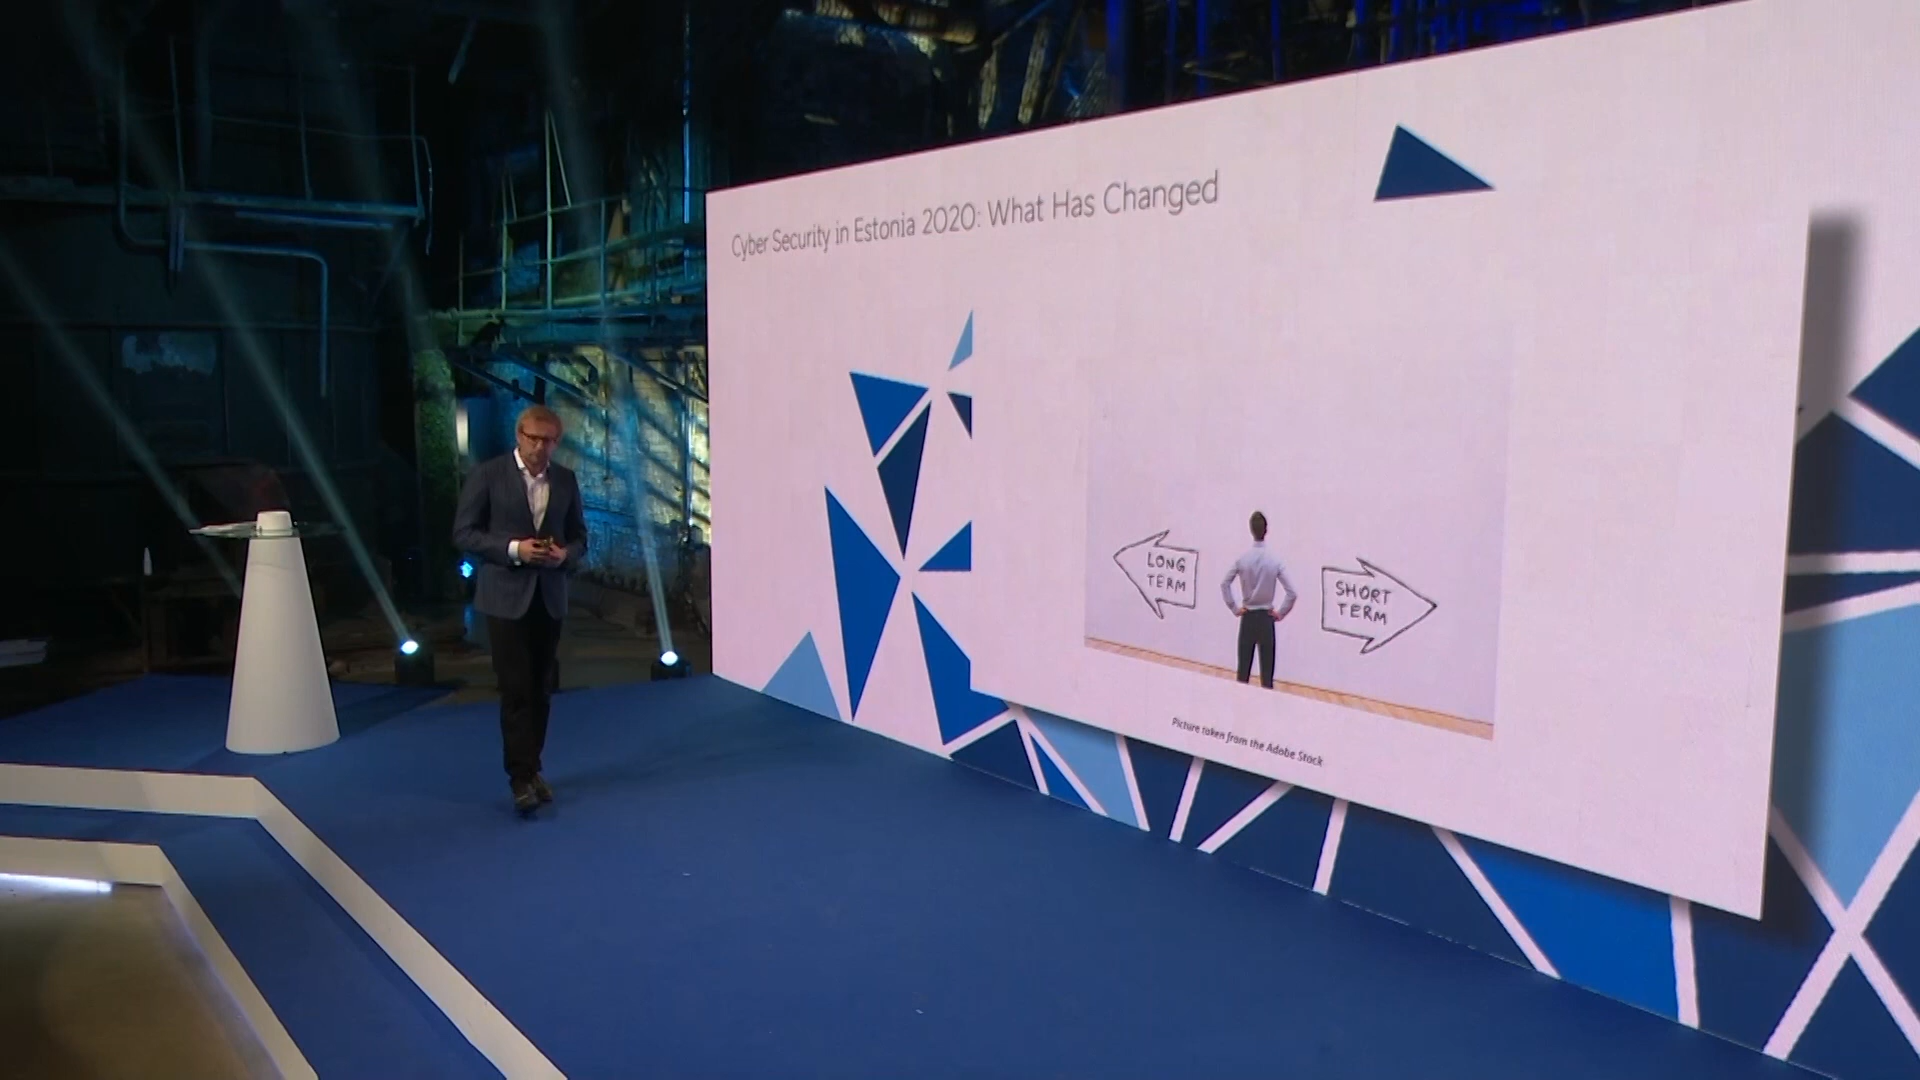 Cyber Security in Estonia 2020: What Has Changed
LONG
TERM
SHORT
TERM
Picture taken from the Adobe Stock